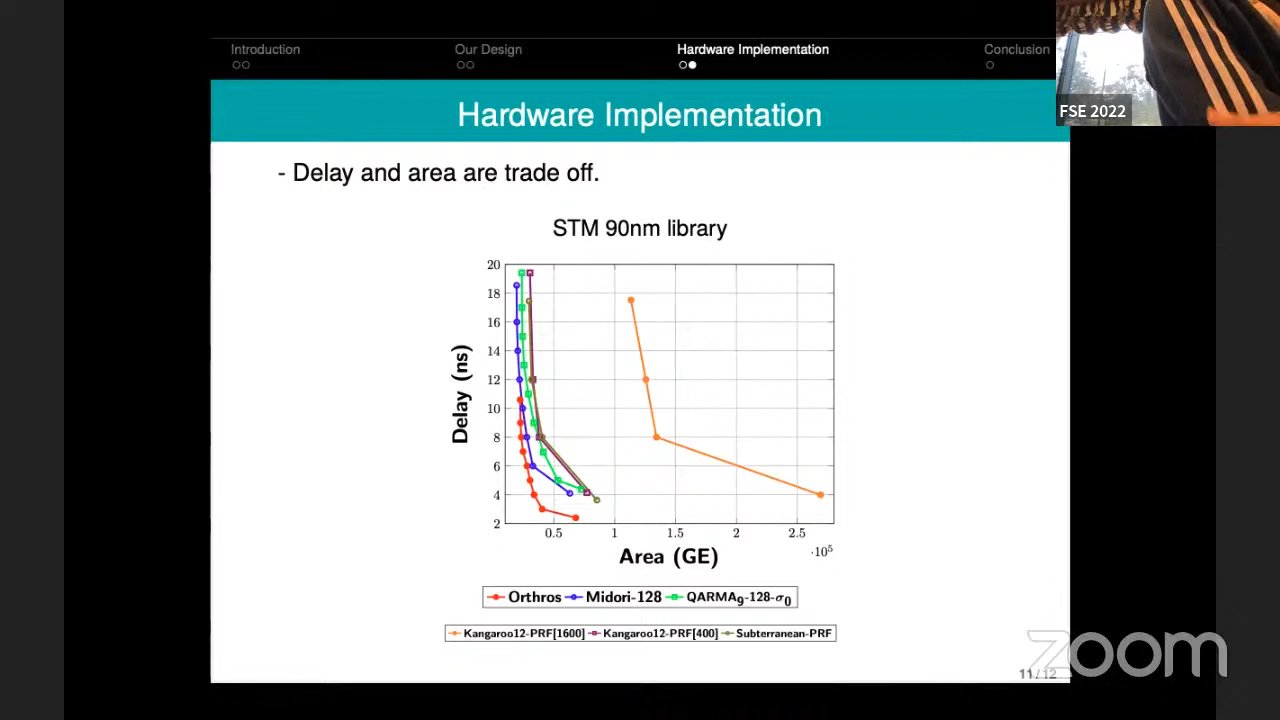 Introduction
Our Design
Hardware Implementation
Conclusion
FSE 2022
Hardware Implementation
- Delay and area are trade off.
STM 90nm library
20
18
16
14
12
10
8
6
4
2
Delay (ns)
0.5 1 1.5 2 2.5
·10⁵
Area (GE)
Orthros Midori-128 QARMA₉-128-σ₀
Kangaroo12-PRF[1600] Kangaroo12-PRF[400] Subterranean-PRF
11 / 12
zoom